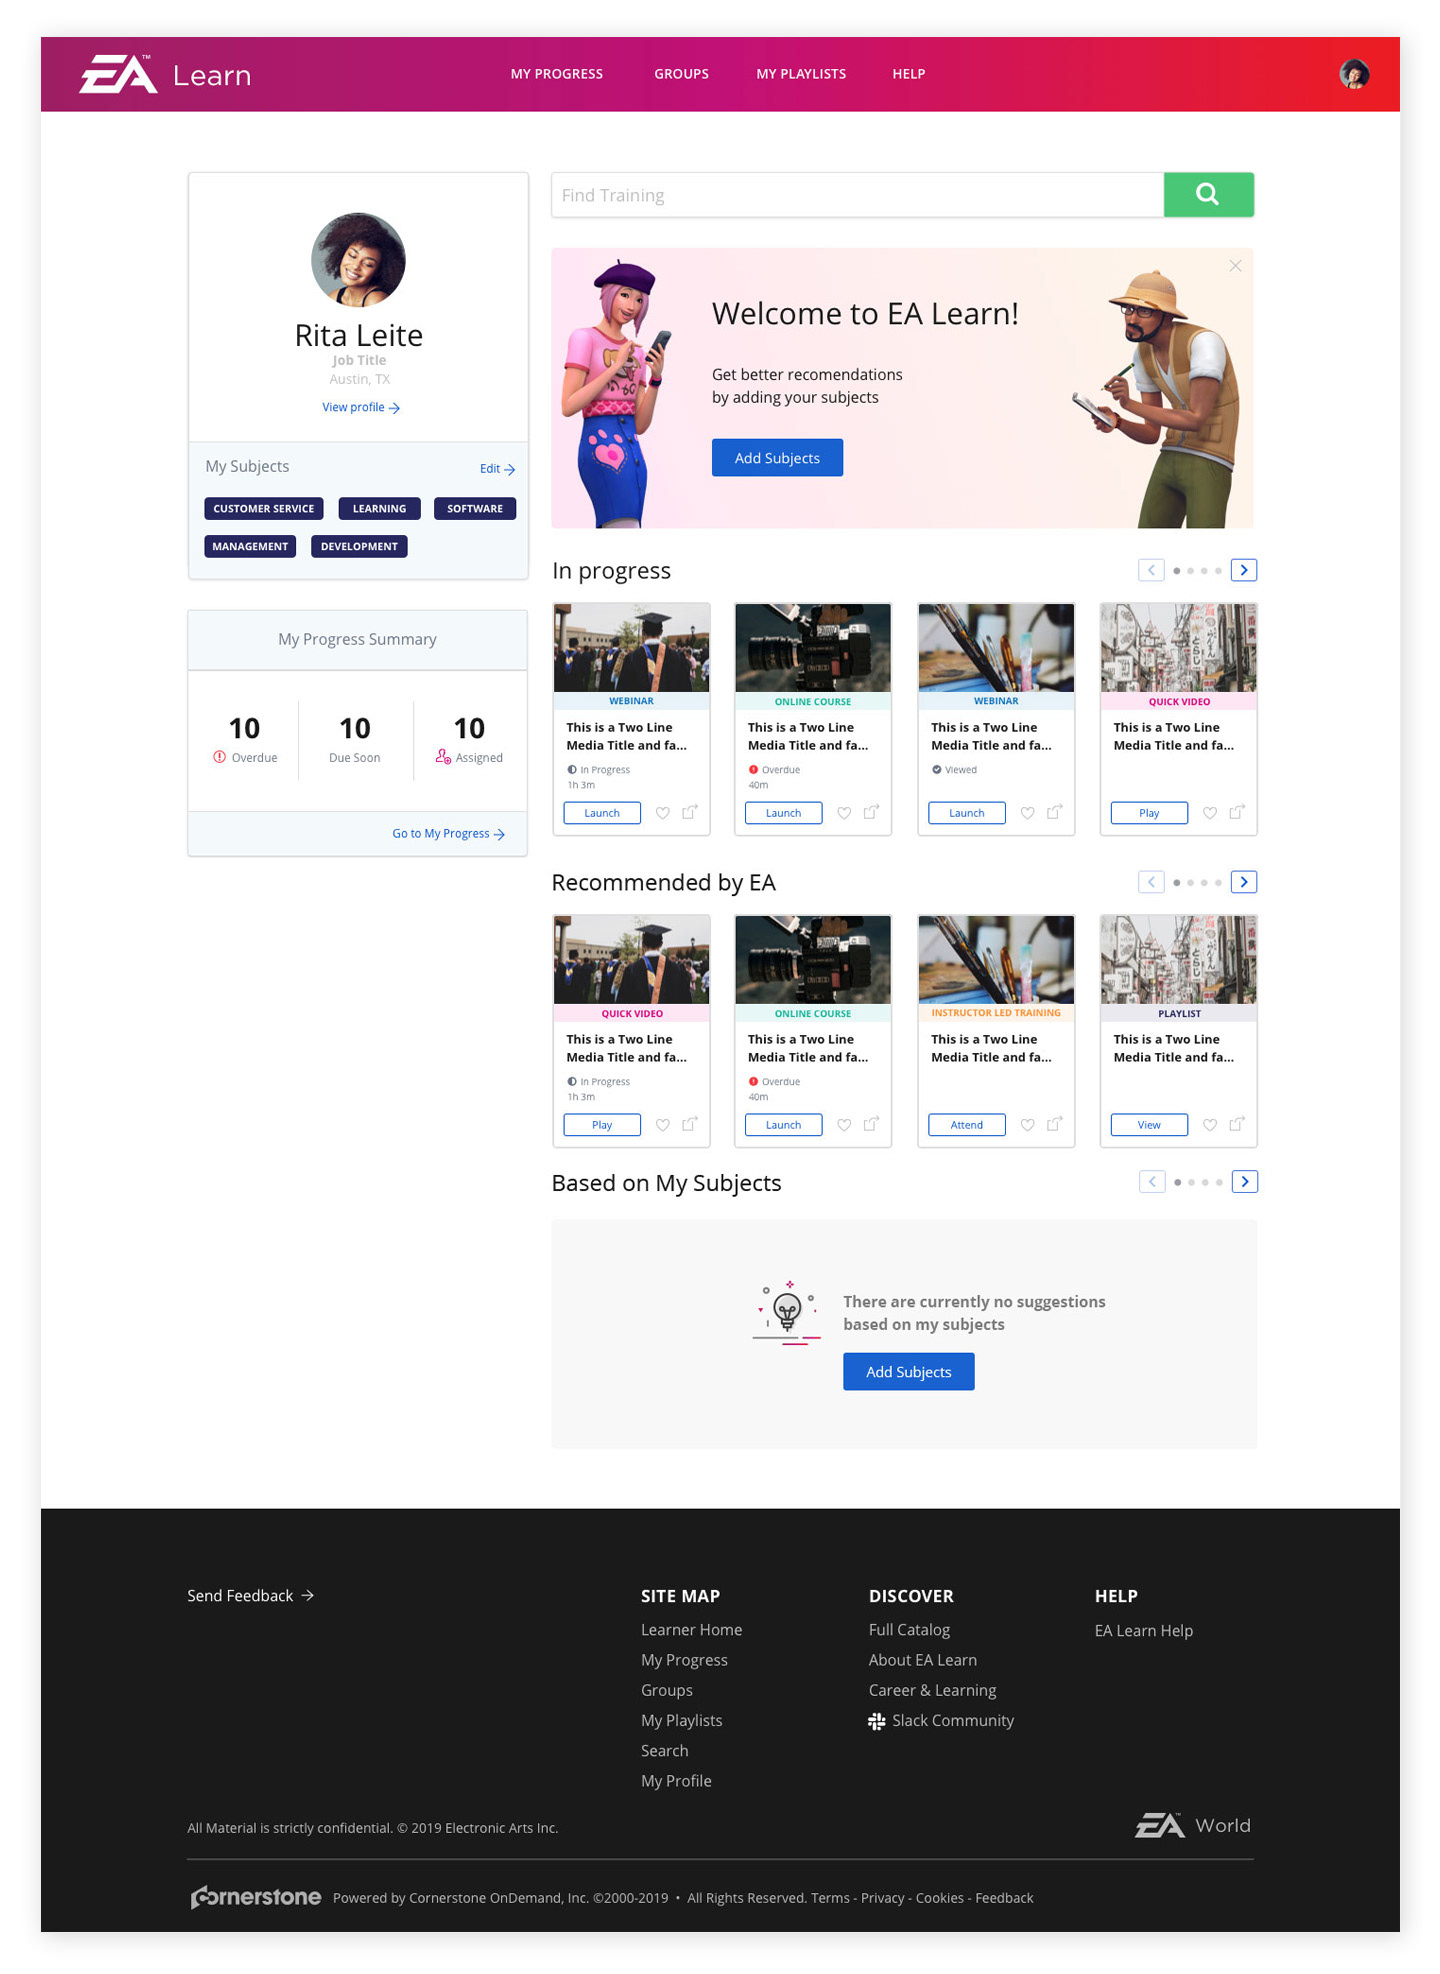 EA™ Learn
MY PROGRESS GROUPS MY PLAYLISTS HELP
Rita Leite
Job Title
Austin, TX
View profile
My Subjects Edit
CUSTOMER SERVICE LEARNING SOFTWARE
MANAGEMENT DEVELOPMENT
My Progress Summary
10 10 10
Overdue Due Soon Assigned
Go to My Progress
Find Training
Welcome to EA Learn!
Get better recomendations
by adding your subjects
Add Subjects
In progress
WEBINAR
This is a Two Line
Media Title and fa...
In Progress
1h 3m
Launch
ONLINE COURSE
This is a Two Line
Media Title and fa...
Overdue
40m
Launch
WEBINAR
This is a Two Line
Media Title and fa...
Viewed
Launch
QUICK VIDEO
This is a Two Line
Media Title and fa...
Play
Recommended by EA
QUICK VIDEO
This is a Two Line
Media Title and fa...
In Progress
1h 3m
Play
ONLINE COURSE
This is a Two Line
Media Title and fa...
Overdue
40m
Launch
INSTRUCTOR LED TRAINING
This is a Two Line
Media Title and fa...
Attend
PLAYLIST
This is a Two Line
Media Title and fa...
View
Based on My Subjects
There are currently no suggestions
based on my subjects
Add Subjects
Send Feedback
SITE MAP
Learner Home
My Progress
Groups
My Playlists
Search
My Profile
DISCOVER
Full Catalog
About EA Learn
Career & Learning
Slack Community
HELP
EA Learn Help
All Material is strictly confidential. © 2019 Electronic Arts Inc.
EA™ World
cornerstone Powered by Cornerstone OnDemand, Inc. ©2000-2019 • All Rights Reserved. Terms - Privacy - Cookies - Feedback